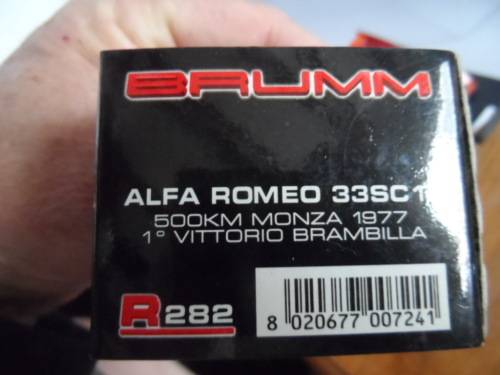 BRUMM
ALFA ROMEO 33SC1
500KM MONZA 1977
1° VITTORIO BRAMBILLA
R282
8 020677 007241